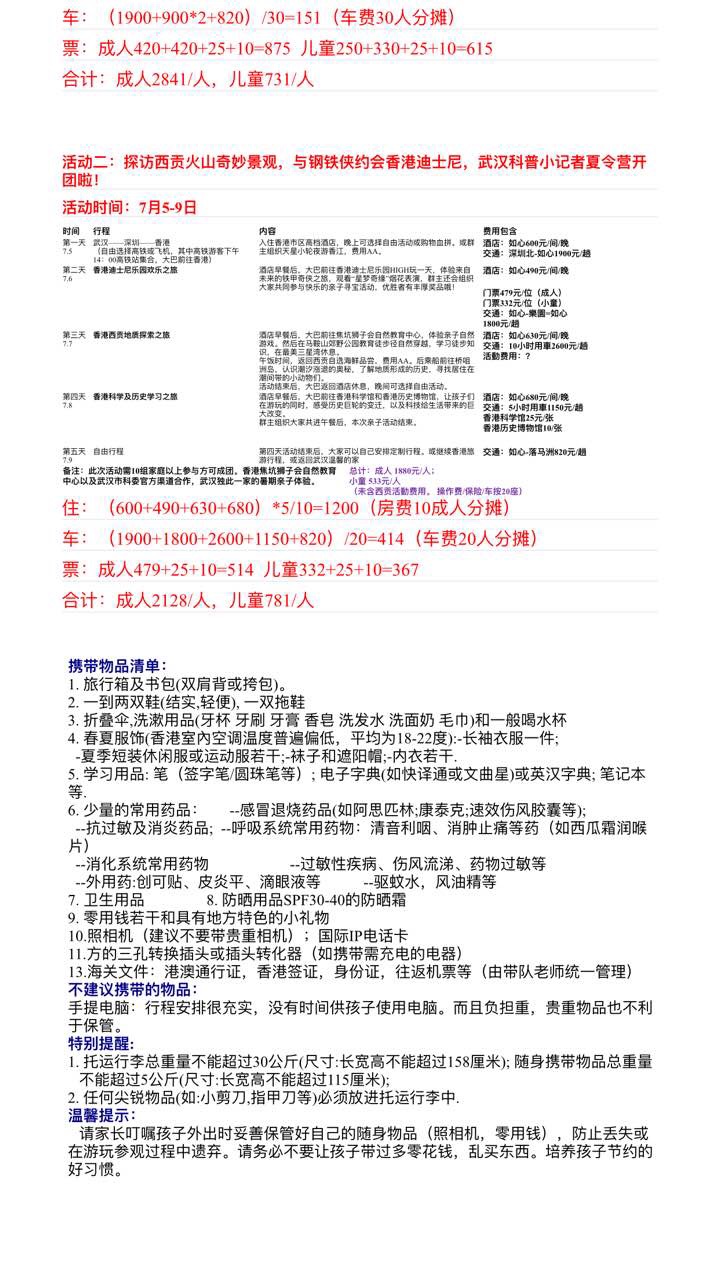 车：（1900+900*2+820）/30=151（车费30人分摊）
票：成人420+420+25+10=875 儿童250+330+25+10=615
合计：成人2841/人，儿童731/人
活动二：探访西贡火山奇妙景观，与钢铁侠约会香港迪士尼，武汉科普小记者夏令营开
团啦！
活动时间：7月5-9日
时间 行程 内容 费用包含
第一天 武汉——深圳——香港 入住香港市区高档酒店，晚上可选择自由活动或购物血拼。或群 酒店：如心600元/间/晚
7.5 （自由选择高铁或飞机，其中高铁游客下午 主组织天星小轮夜游香江，费用AA。 交通：深圳北-如心1900元/趟
14：00高铁站集合，大巴前往香港）
第二天 香港迪士尼乐园欢乐之旅 酒店早餐后，大巴前往香港迪士尼乐园HIGH玩一天，体验来自 酒店：如心490元/间/晚
7.6 未来的铁甲奇侠之旅，观看“星梦奇缘”烟花表演，群主还会组织
大家共同参与快乐的亲子寻宝活动，优胜者有丰厚奖品哦！ 门票479元/位（成人）
门票332元/位（小童）
交通：如心-樂園=如心
1800元/趟
第三天 香港西贡地质探索之旅 酒店早餐后，大巴前往焦坑狮子会自然教育中心，体验亲子自然 酒店：如心630元/间/晚
7.7 游戏。然后在马鞍山郊野公园教育徒步径自然穿越，学习徒步知 交通：10小时用車2600元/趟
识，在最美三星湾休息。 活動费用：？
午饭时间，返回西贡自选海鲜品尝、费用AA。后乘船前往桥咀
洲岛，认识潮汐涨退的奥秘，了解地质形成的历史，寻找居住在
潮间带的小动物们。
活动结束后，大巴返回酒店休息，晚间可选择自由活动。
第四天 香港科学及历史学习之旅 酒店早餐后，大巴前往香港科学馆和香港历史博物馆，让孩子们 酒店：如心680元/间/晚
7.8 在游玩的同时，感受历史巨轮的变迁，以及科技给生活带来的巨 交通：5小时用車1150元/趟
大改变。 香港科学馆25元/张
群主组织大家共进午餐后，本次亲子活动结束。 香港历史博物馆10/张
第五天 自由行程 第四天活动结束后，大家可以自己安排定制行程。或继续香港旅 交通：如心-落马洲820元/趟
7.9 游行程，或返回武汉温馨的家
备注：此次活动需10组家庭以上参与方可成团。香港焦坑狮子会自然教育 总计：成人 1880元/人；
中心以及武汉市科委官方渠道合作，武汉独此一家的暑期亲子体验。 小童 533元/人
（未含西贡活動费用， 操作费/保险/车按20座）
住：（600+490+630+680）*5/10=1200（房费10成人分摊）
车：（1900+1800+2600+1150+820）/20=414（车费20人分摊）
票：成人479+25+10=514 儿童332+25+10=367
合计：成人2128/人，儿童781/人
携带物品清单：
1. 旅行箱及书包(双肩背或挎包)。
2. 一到两双鞋(结实,轻便), 一双拖鞋
3. 折叠伞,洗漱用品(牙杯 牙刷 牙膏 香皂 洗发水 洗面奶 毛巾)和一般喝水杯
4. 春夏服饰(香港室內空调温度普遍偏低，平均为18-22度):-长袖衣服一件;
-夏季短装休闲服或运动服若干;-袜子和遮阳帽;-内衣若干.
5. 学习用品: 笔（签字笔/圆珠笔等）; 电子字典(如快译通或文曲星)或英汉字典; 笔记本
等.
6. 少量的常用药品： --感冒退烧药品(如阿思匹林;康泰克;速效伤风胶囊等);
--抗过敏及消炎药品; --呼吸系统常用药物：清音利咽、消肿止痛等药（如西瓜霜润喉
片）
--消化系统常用药物 --过敏性疾病、伤风流涕、药物过敏等
--外用药:创可贴、皮炎平、滴眼液等 --驱蚊水，风油精等
7. 卫生用品 8. 防晒用品SPF30-40的防晒霜
9. 零用钱若干和具有地方特色的小礼物
10.照相机（建议不要带贵重相机）；国际IP电话卡
11.方的三孔转换插头或插头转化器（如携带需充电的电器）
13.海关文件：港澳通行证，香港签证，身份证，往返机票等（由带队老师统一管理）
不建议携带的物品：
手提电脑：行程安排很充实，没有时间供孩子使用电脑。而且负担重，贵重物品也不利
于保管。
特别提醒:
1. 托运行李总重量不能超过30公斤(尺寸:长宽高不能超过158厘米); 随身携带物品总重量
不能超过5公斤(尺寸:长宽高不能超过115厘米);
2. 任何尖锐物品(如:小剪刀,指甲刀等)必须放进托运行李中.
温馨提示：
请家长叮嘱孩子外出时妥善保管好自己的随身物品（照相机，零用钱），防止丢失或
在游玩参观过程中遗弃。请务必不要让孩子带过多零花钱，乱买东西。培养孩子节约的
好习惯。